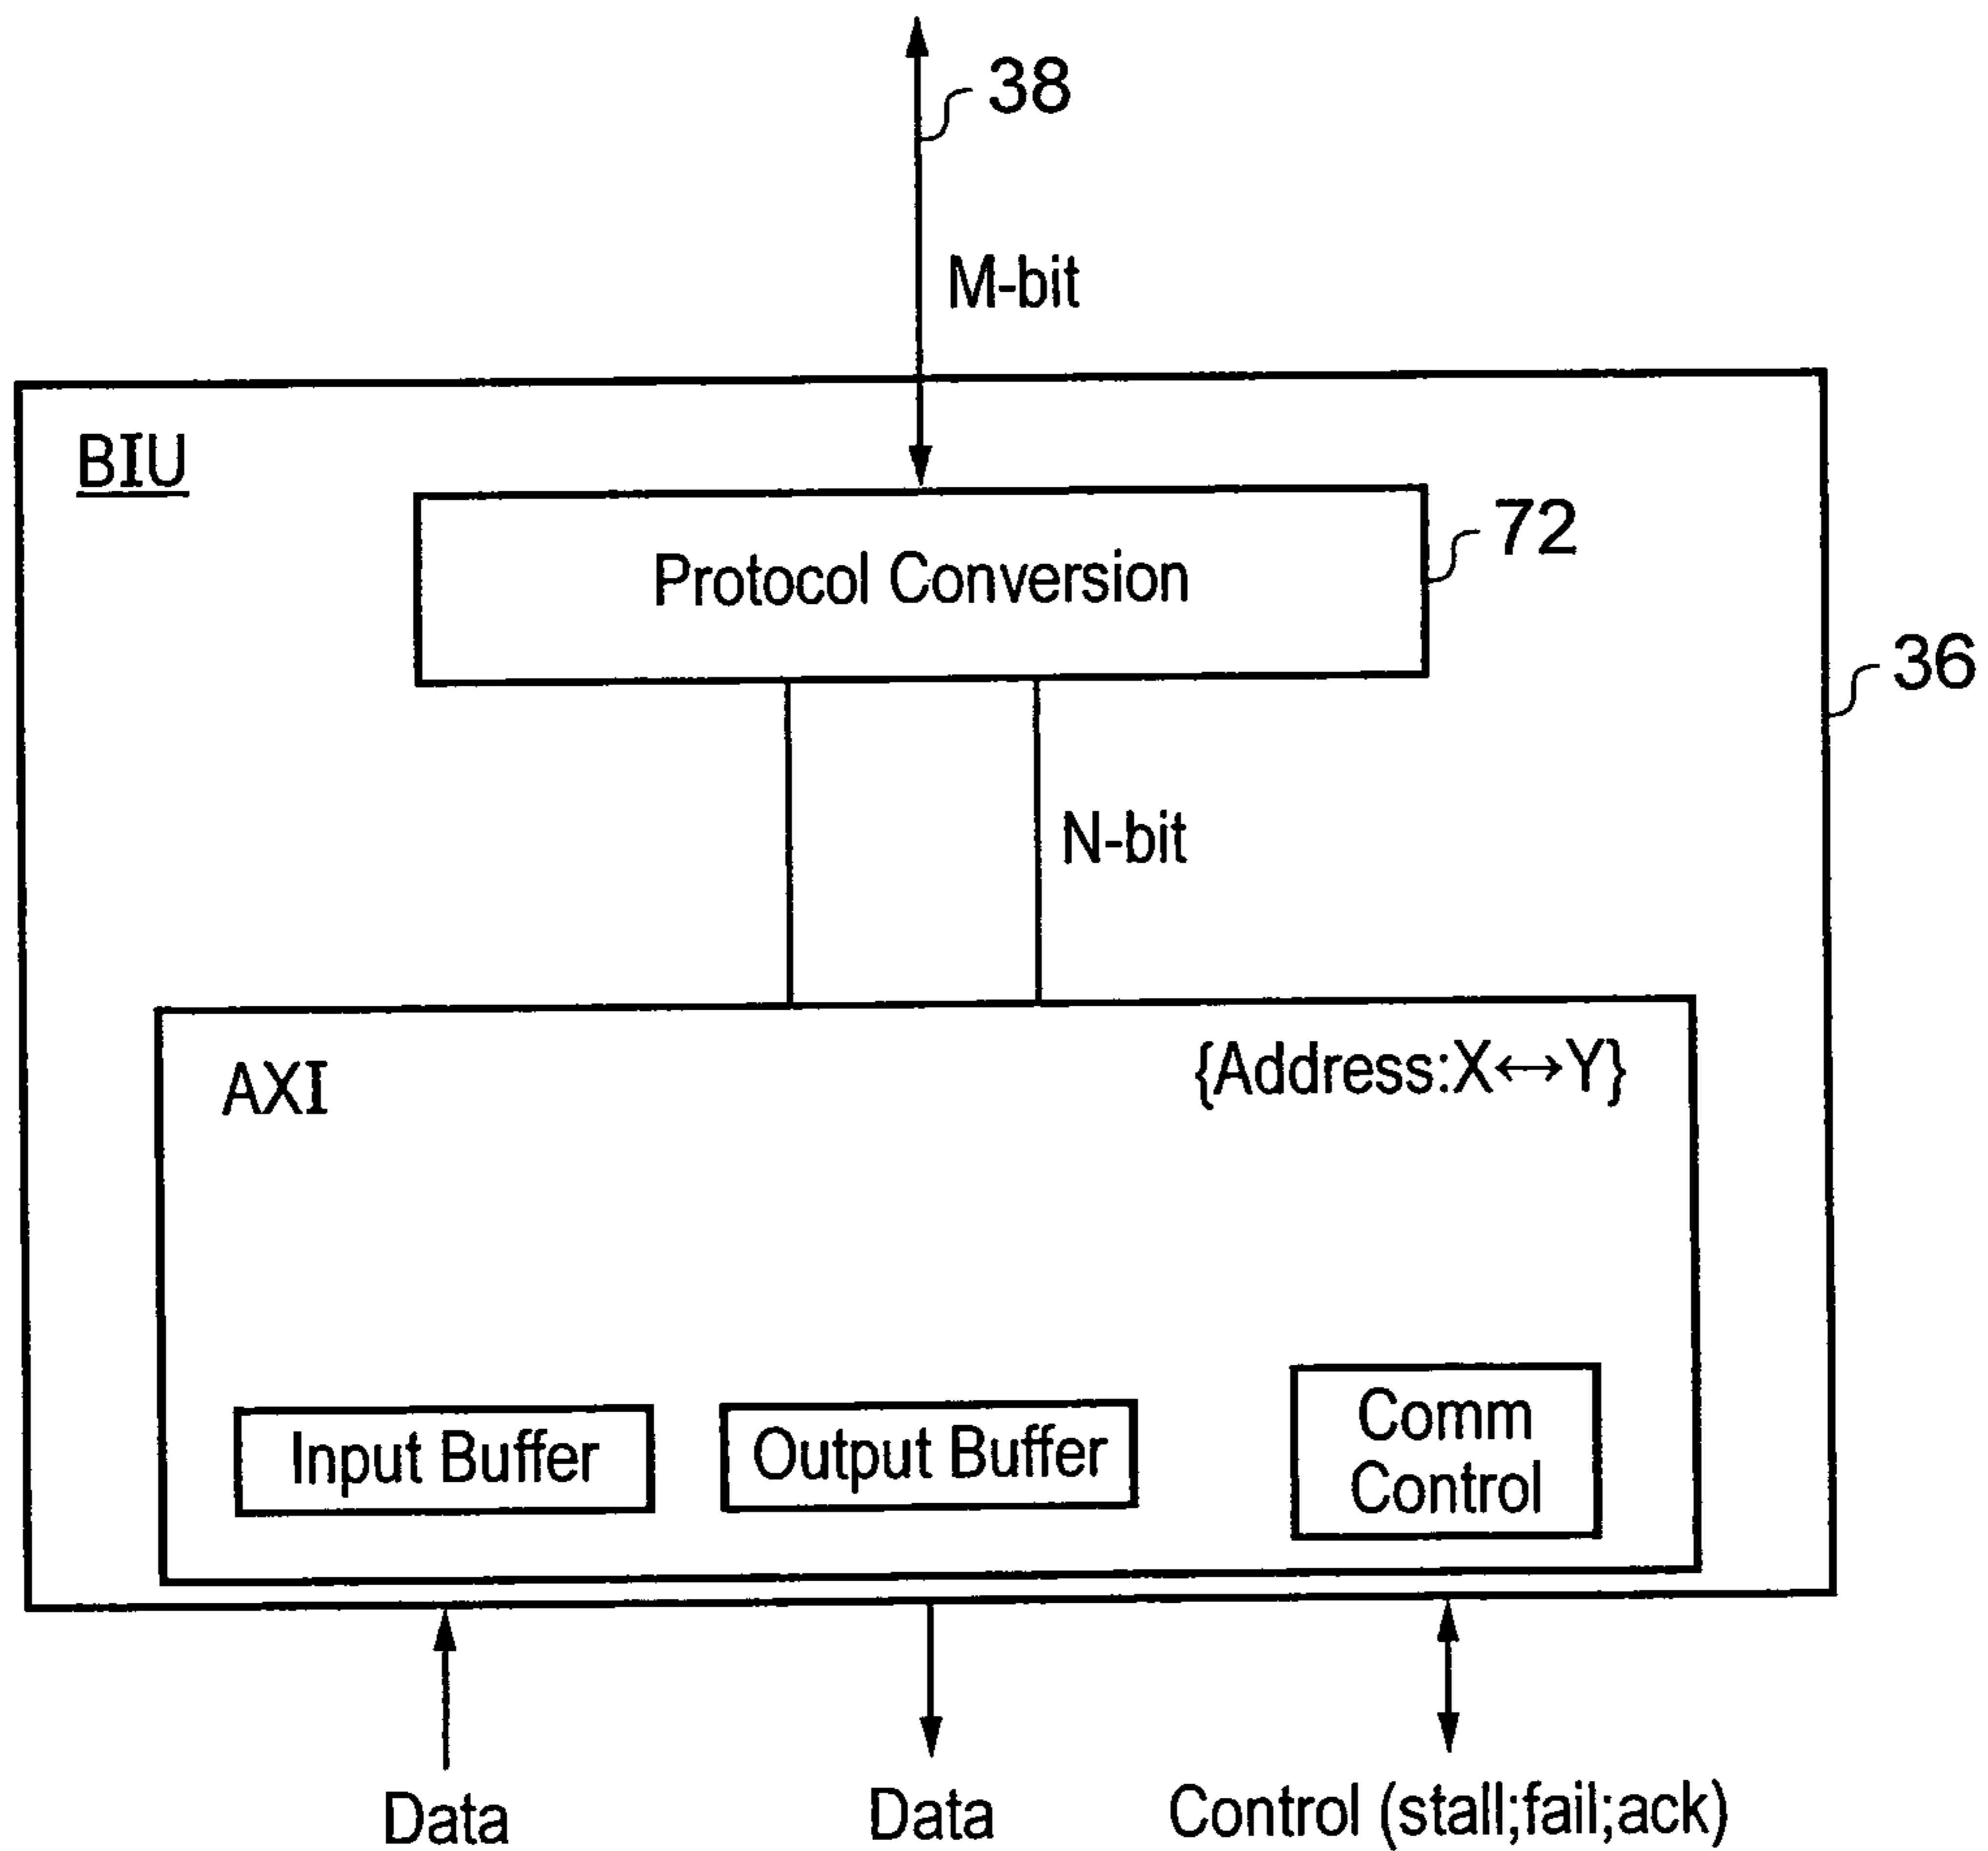 38
M-bit
BIU
72
Protocol Conversion
36
N-bit
AXI
{Address:X↔Y}
Input Buffer
Output Buffer
Comm
Control
Data
Data
Control (stall;fail;ack)